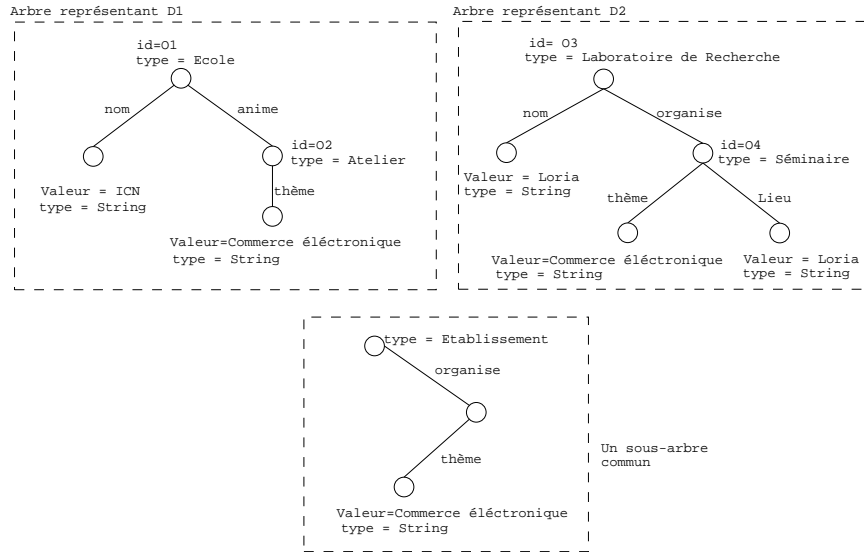 Arbre représentant D1
id=O1
type = Ecole
nom
anime
id=O2
type = Atelier
Valeur = ICN
type = String
thème
Valeur=Commerce éléctronique
type = String
Arbre représentant D2
id= O3
type = Laboratoire de Recherche
nom
organise
id=O4
type = Séminaire
Valeur = Loria
type = String
thème
Lieu
Valeur=Commerce éléctronique
type = String
Valeur = Loria
type = String
type = Etablissement
organise
thème
Valeur=Commerce éléctronique
type = String
Un sous-arbre
commun